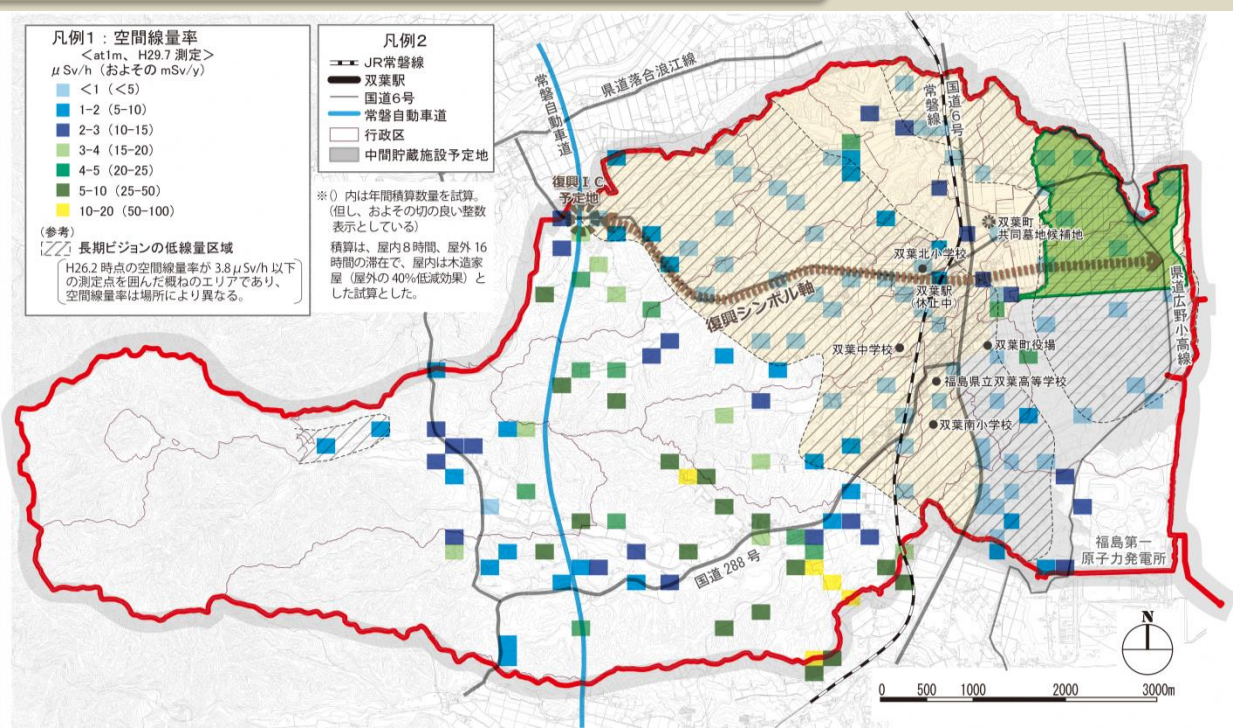 凡例1：空間線量率
＜at1m、H29.7 測定＞
μSv/h（およその mSv/y）
＜1（＜5）
1-2（5-10）
2-3（10-15）
3-4（15-20）
4-5（20-25）
5-10（25-50）
10-20（50-100）
（参考）
長期ビジョンの低線量区域
H26.2 時点の空間線量率が 3.8μSv/h 以下
の測定点を囲んだ概ねのエリアであり、
空間線量率は場所により異なる。
凡例2
JR常磐線
双葉駅
国道6号
常磐自動車道
行政区
中間貯蔵施設予定地
※（）内は年間積算数量を試算。
（但し、およその切の良い整数
表示としている）
積算は、屋内8時間、屋外16
時間の滞在で、屋内は木造家
屋（屋外の40%低減効果）と
した試算とした。
常磐自動車道
県道落合浪江線
常磐線
国道6号
復興IC
予定地
双葉町
共同墓地候補地
双葉北小学校
双葉駅
（休止中）
復興シンボル軸
県道広野小高線
双葉中学校
双葉町役場
福島県立双葉高等学校
双葉南小学校
国道288号
福島第一
原子力発電所
N
0 500 1000 2000 3000m